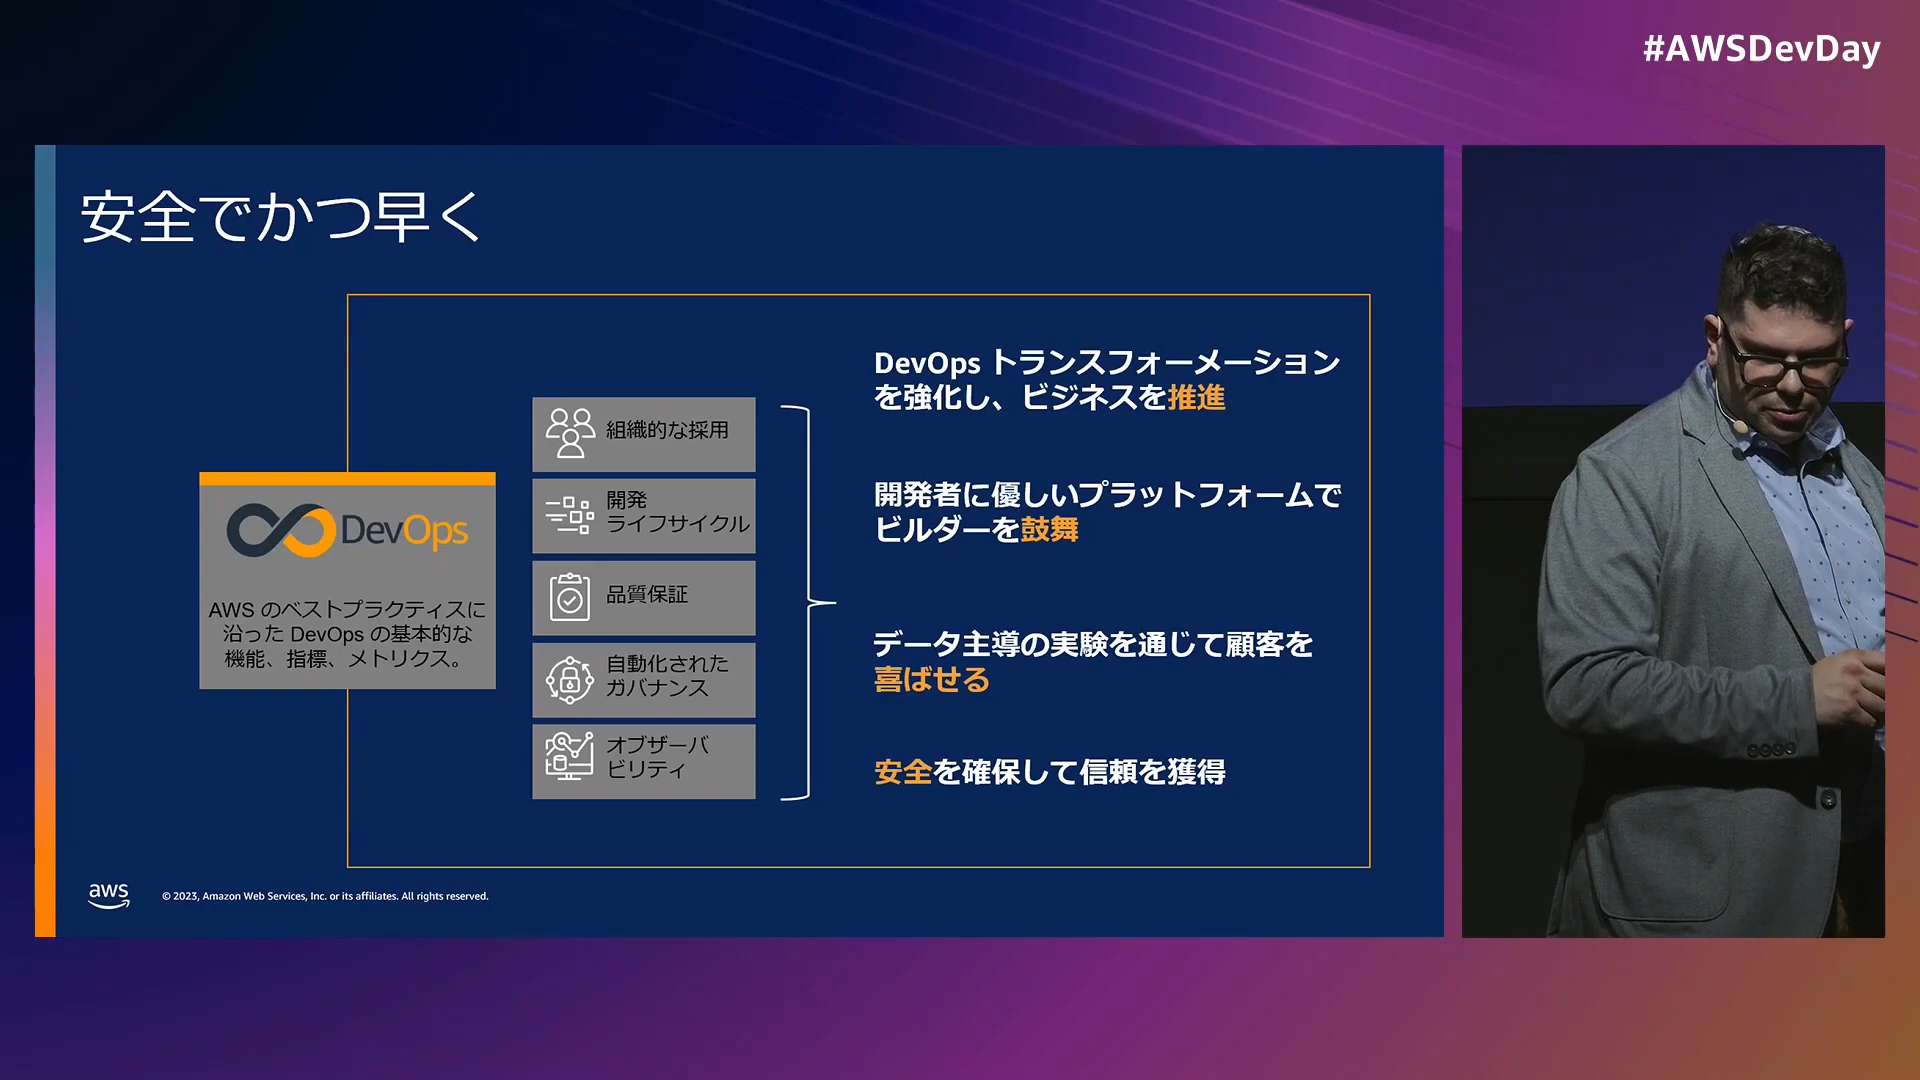 #AWSDevDay
安全でかつ早く
DevOps
AWS のベストプラクティスに
沿った DevOps の基本的な
機能、指標、メトリクス。
組織的な採用
開発
ライフサイクル
品質保証
自動化された
ガバナンス
オブザーバ
ビリティ
DevOps トランスフォーメーション
を強化し、ビジネスを推進
開発者に優しいプラットフォームで
ビルダーを鼓舞
データ主導の実験を通じて顧客を
喜ばせる
安全を確保して信頼を獲得
aws
© 2023, Amazon Web Services, Inc. or its affiliates. All rights reserved.